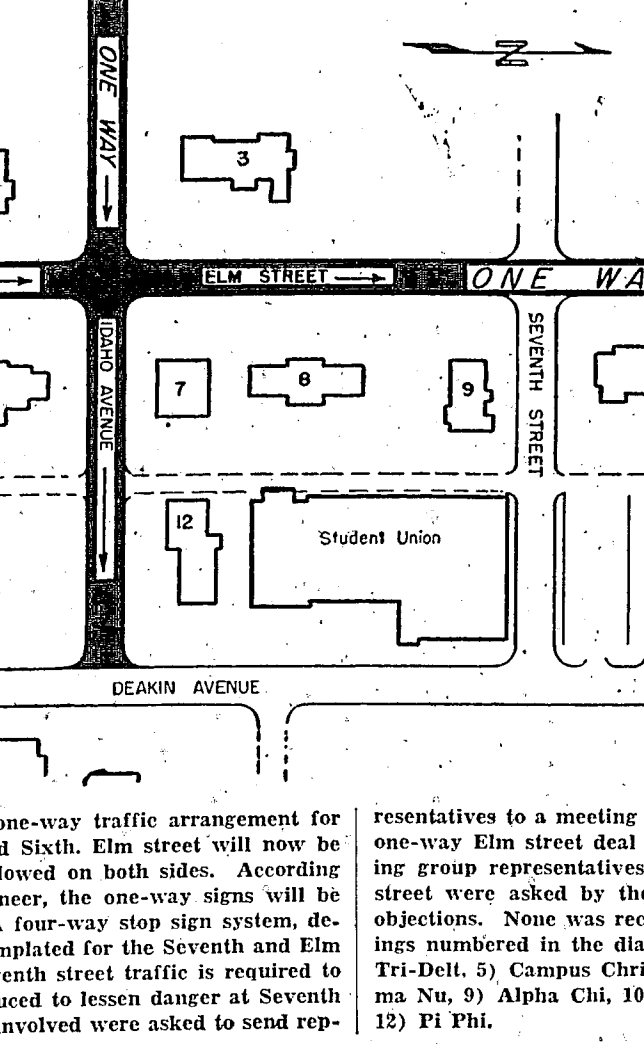 N
ONE WAY
3
ELM STREET
ONE WA
IDAHO AVENUE
SEVENTH STREET
7
8
9
12
Student Union
DEAKIN AVENUE
one-way traffic arrangement for
d Sixth. Elm street will now be
lowed on both sides. According
neer, the one-way signs will be
A four-way stop sign system, de-
mplated for the Seventh and Elm
venth street traffic is required to
uced to lessen danger at Seventh
involved were asked to send rep-
resentatives to a meeting
one-way Elm street deal
ing group representatives
street were asked by the
objections. None was rec
ings numbered in the dia
Tri-Delt, 5) Campus Chri
ma Nu, 9) Alpha Chi, 10
12) Pi Phi.